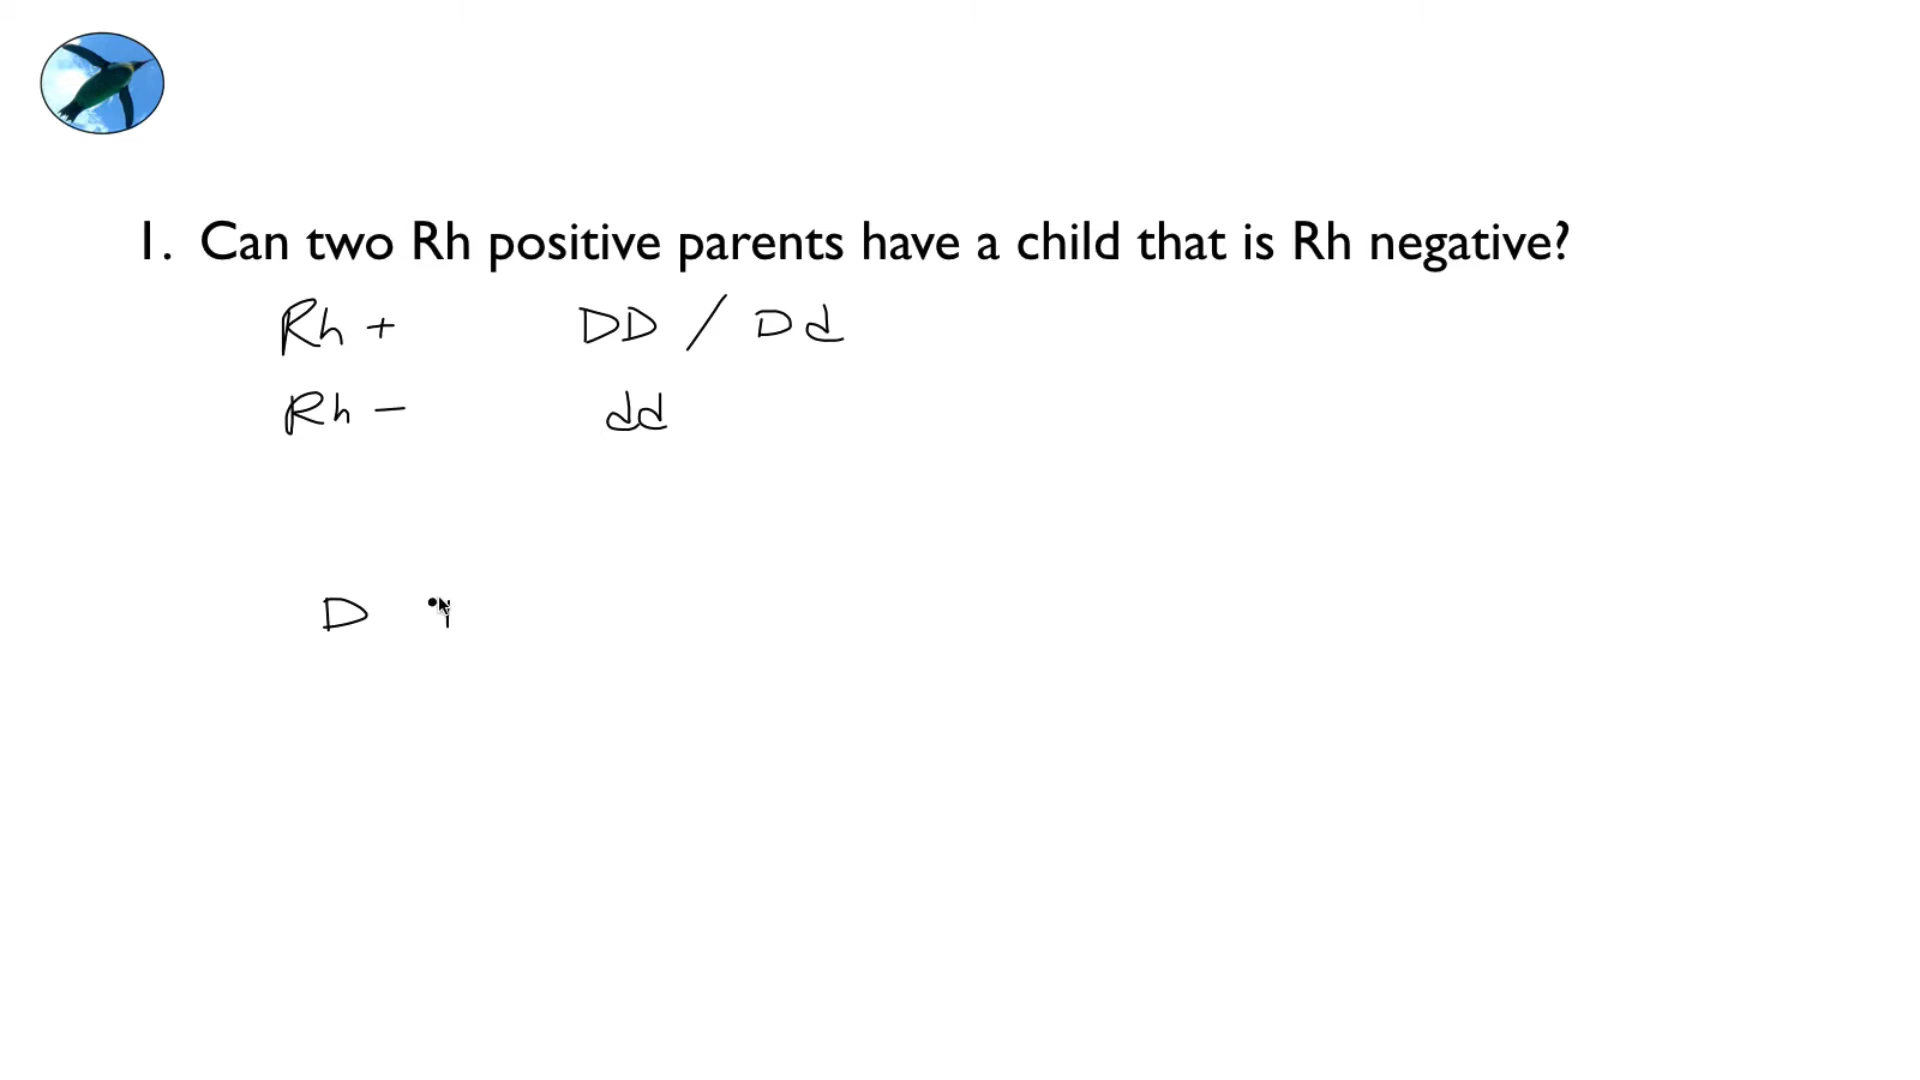 1. Can two Rh positive parents have a child that is Rh negative?
Rh + DD / Dd
Rh - dd
D